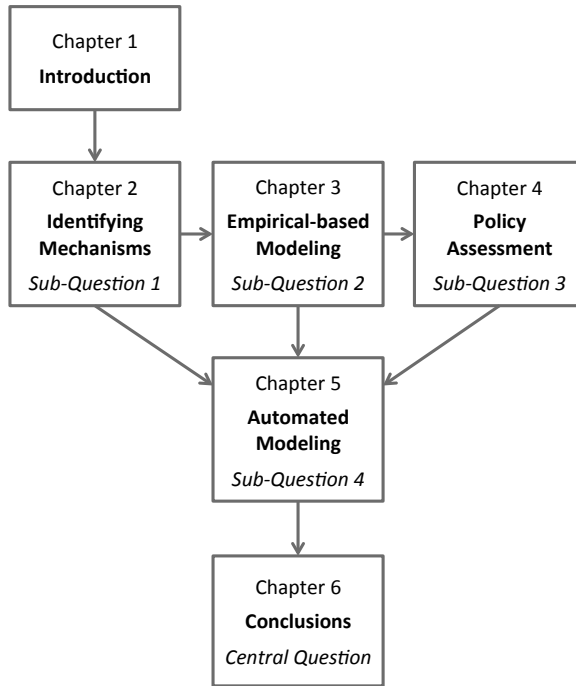 Chapter 1
Introduction
Chapter 2
Identifying
Mechanisms
Sub-Question 1
Chapter 3
Empirical-based
Modeling
Sub-Question 2
Chapter 4
Policy
Assessment
Sub-Question 3
Chapter 5
Automated
Modeling
Sub-Question 4
Chapter 6
Conclusions
Central Question